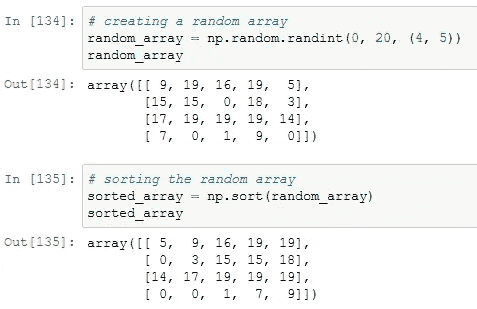 In [134]: # creating a random array
random_array = np.random.randint(0, 20, (4, 5))
random_array
Out[134]: array([[ 9, 19, 16, 19,  5],
[15, 15,  0, 18,  3],
[17, 19, 19, 19, 14],
[ 7,  0,  1,  9,  0]])
In [135]: # sorting the random array
sorted_array = np.sort(random_array)
sorted_array
Out[135]: array([[ 5,  9, 16, 19, 19],
[ 0,  3, 15, 15, 18],
[14, 17, 19, 19, 19],
[ 0,  0,  1,  7,  9]])